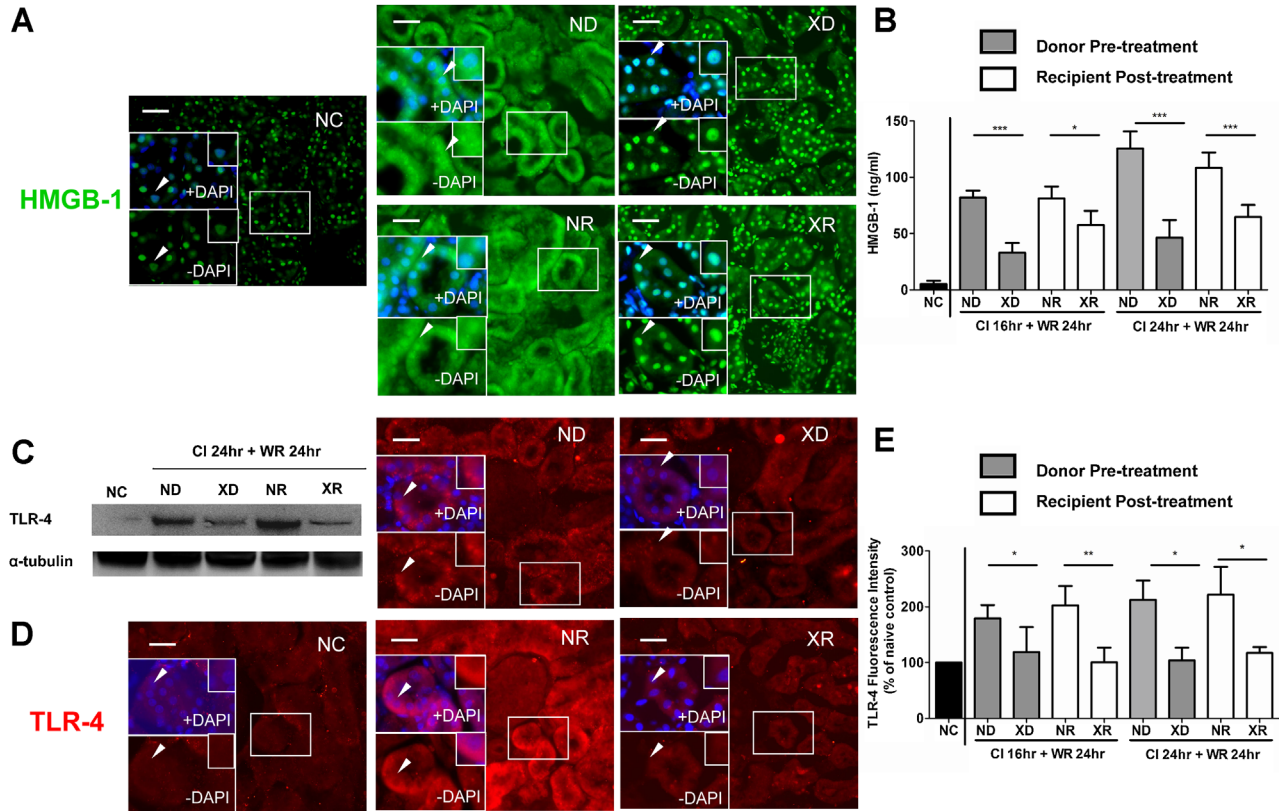 A
HMGB-1
NC
+DAPI
-DAPI
ND
+DAPI
-DAPI
XD
+DAPI
-DAPI
NR
+DAPI
-DAPI
XR
+DAPI
-DAPI
B
Donor Pre-treatment
Recipient Post-treatment
HMGB-1 (ng/ml)
150
100
50
0
*** * *** ***
NC ND XD NR XR ND XD NR XR
CI 16hr + WR 24hr CI 24hr + WR 24hr
C
CI 24hr + WR 24hr
NC ND XD NR XR
TLR-4
α-tubulin
D
TLR-4
ND
+DAPI
-DAPI
XD
+DAPI
-DAPI
NC
+DAPI
-DAPI
NR
+DAPI
-DAPI
XR
+DAPI
-DAPI
E
Donor Pre-treatment
Recipient Post-treatment
TLR-4 Fluorescence Intensity
(% of naive control)
300
200
100
0
* ** * *
NC ND XD NR XR ND XD NR XR
CI 16hr + WR 24hr CI 24hr + WR 24hr